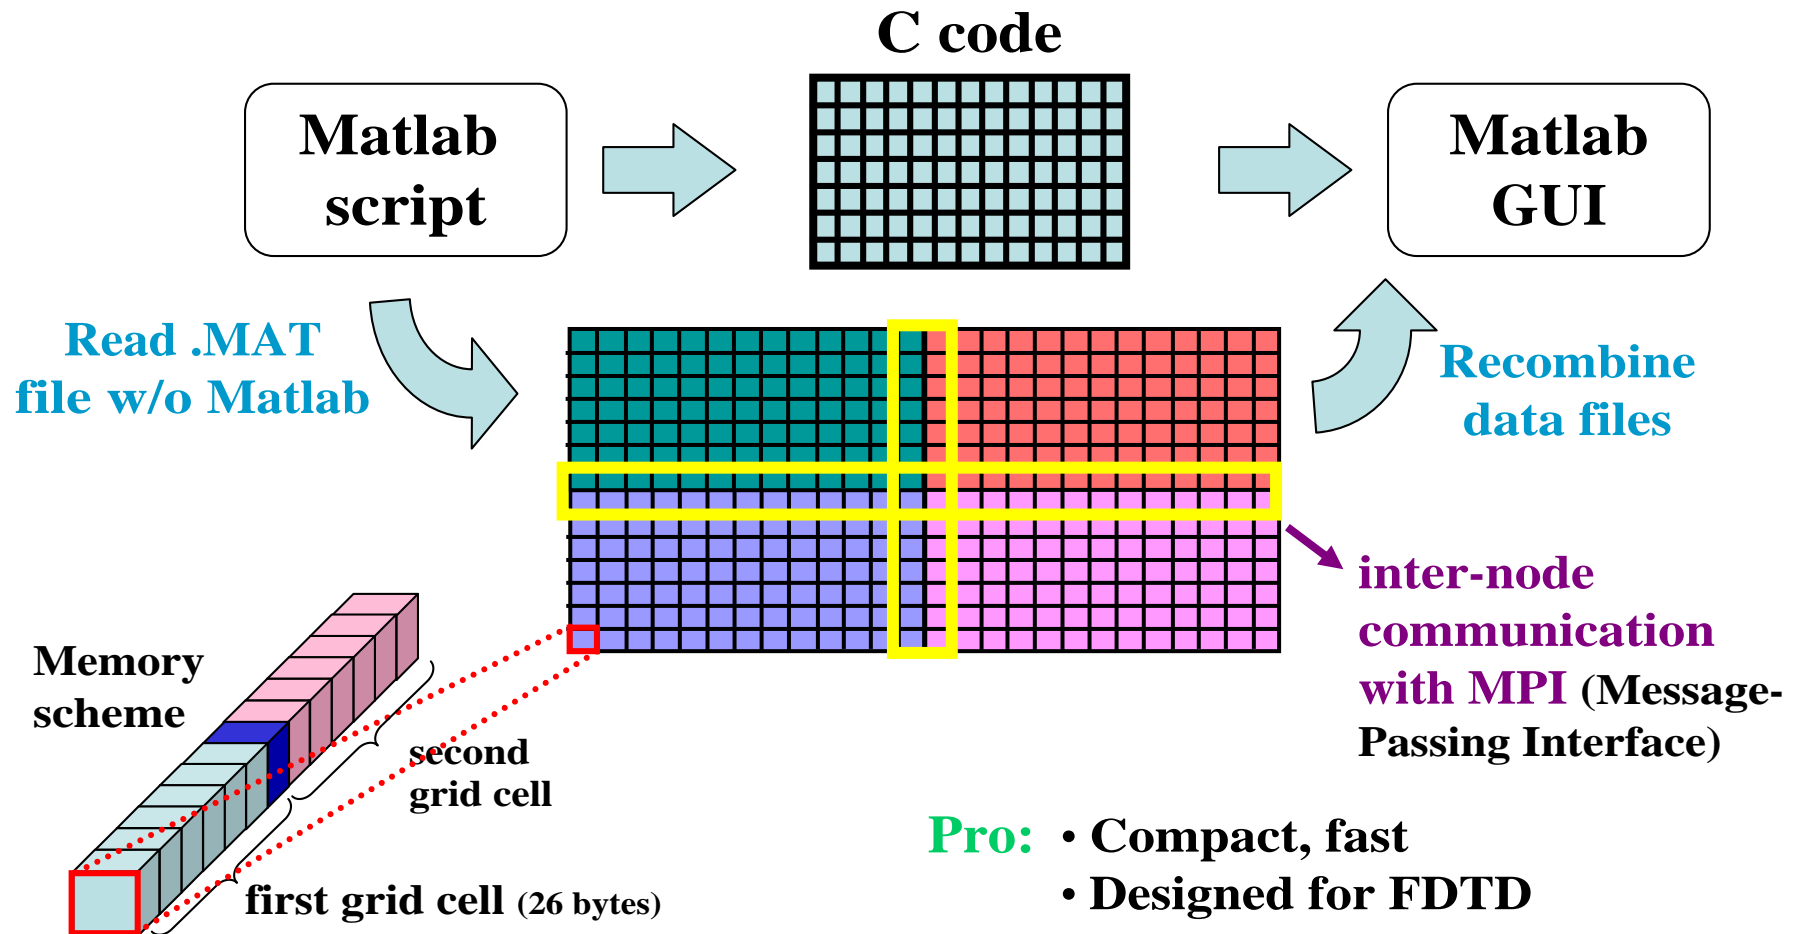 C code
Matlab
script
Matlab
GUI
Read .MAT
file w/o Matlab
Recombine
data files
inter-node
communication
with MPI (Message-
Passing Interface)
Memory
scheme
second
grid cell
first grid cell (26 bytes)
Pro: • Compact, fast
• Designed for FDTD